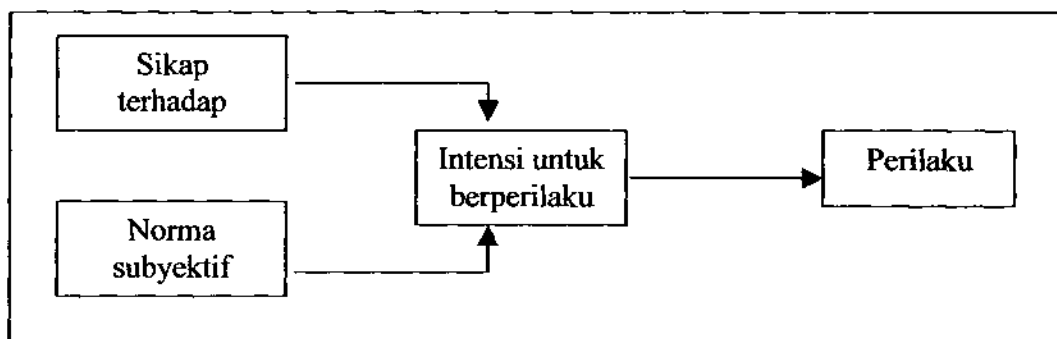 Sikap
terhadap
Intensi untuk
berperilaku
Perilaku
Norma
subyektif